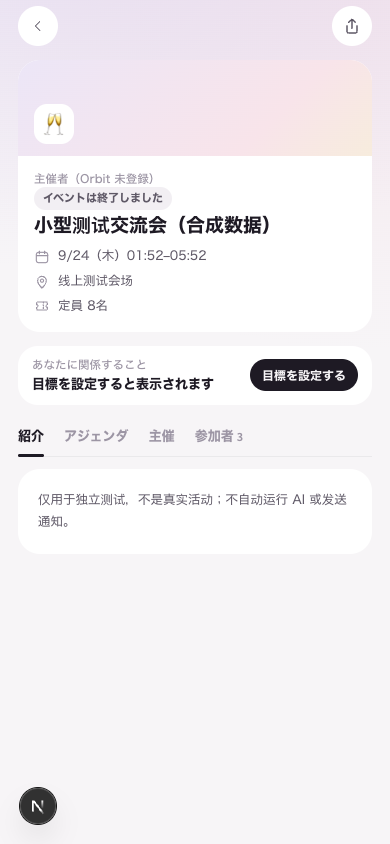 主催者（Orbit 未登録）
イベントは終了しました
小型测试交流会（合成数据）
9/24（木）01:52–05:52
线上测试会场
定員 8名
あなたに関係すること
目標を設定すると表示されます
目標を設定する
紹介 アジェンダ 主催 参加者 3
仅用于独立测试，不是真实活动；不自动运行 AI 或发送
通知。
N